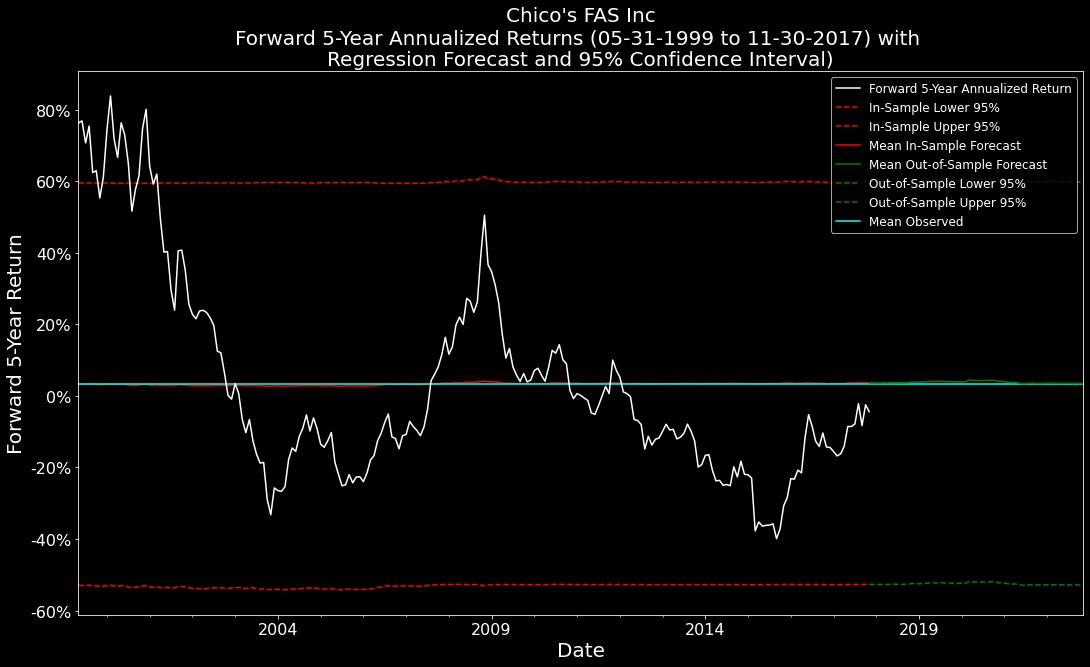 Chico's FAS Inc
Forward 5-Year Annualized Returns (05-31-1999 to 11-30-2017) with
Regression Forecast and 95% Confidence Interval)
Forward 5-Year Annualized Return
In-Sample Lower 95%
In-Sample Upper 95%
Mean In-Sample Forecast
Mean Out-of-Sample Forecast
Out-of-Sample Lower 95%
Out-of-Sample Upper 95%
Mean Observed
Forward 5-Year Return
80%
60%
40%
20%
0%
-20%
-40%
-60%
2004
2009
2014
2019
Date